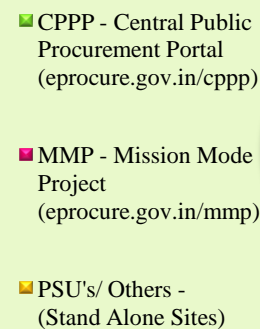 CPPP - Central Public
Procurement Portal
(eprocure.gov.in/cppp)
MMP - Mission Mode
Project
(eprocure.gov.in/mmp)
PSU's/ Others -
(Stand Alone Sites)